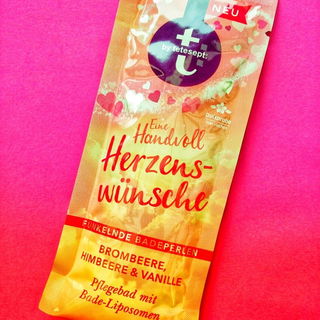 NEU
t
by tetesept:
Eine
Handvoll
Herzens-
wünsche
FUNKELNDE BADEPERLEN
BROMBEERE,
HIMBEERE & VANILLE
Pflegebad mit
Bade-Liposomen